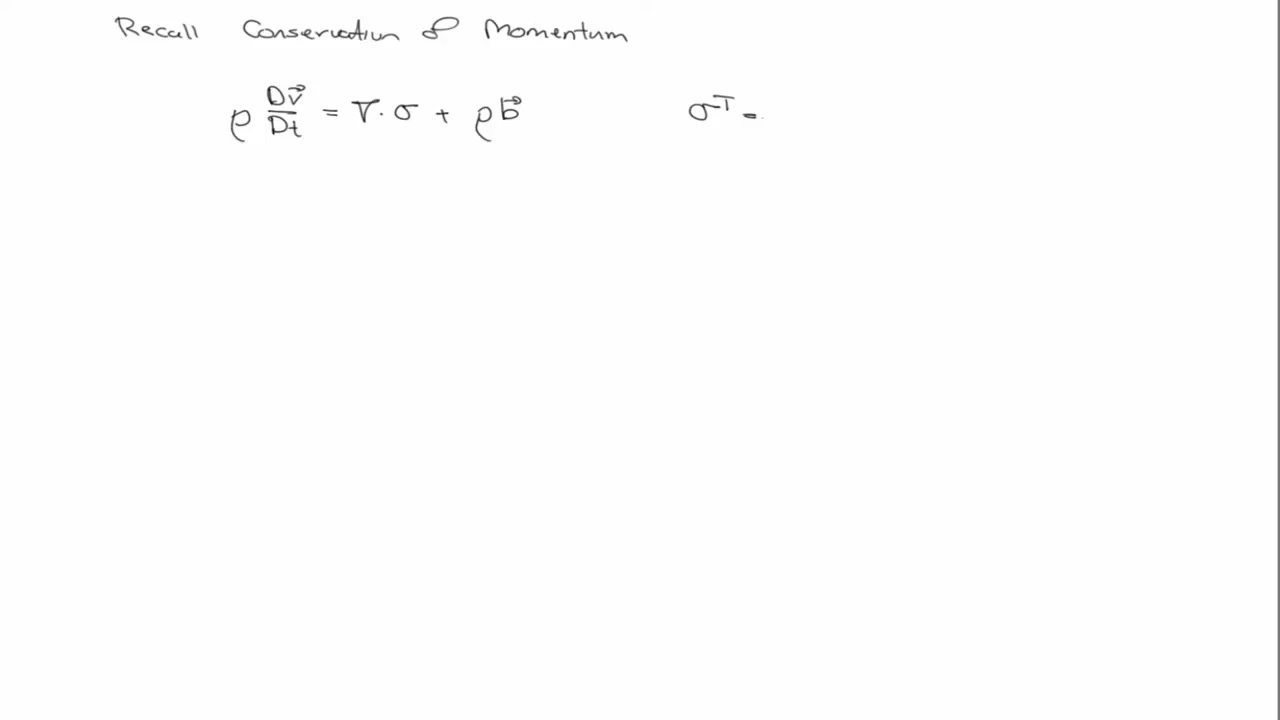 Recall Conservation of Momentum
ρ Dv⃗/Dt = ∇·σ + ρb⃗ σᵀ =